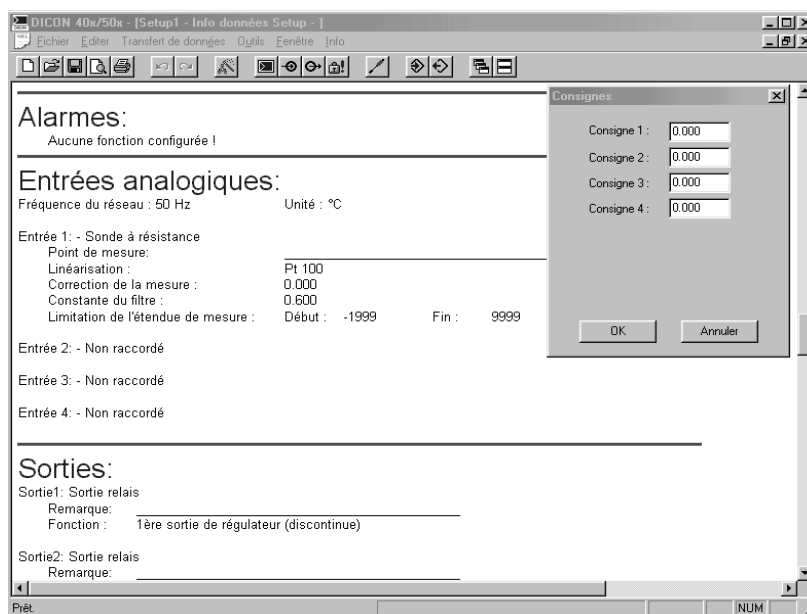 DICON 40x/50x - [Setup1 - Info données Setup - ]
Fichier Editer Transfert de données Outils Fenêtre Info
Alarmes:
Aucune fonction configurée !
Entrées analogiques:
Fréquence du réseau : 50 Hz Unité : °C
Entrée 1: - Sonde à résistance
Point de mesure:
Linéarisation : Pt 100
Correction de la mesure : 0.000
Constante du filtre : 0.600
Limitation de l'étendue de mesure : Début : -1999 Fin : 9999
Entrée 2: - Non raccordé
Entrée 3: - Non raccordé
Entrée 4: - Non raccordé
Sorties:
Sortie1: Sortie relais
Remarque:
Fonction : 1ère sortie de régulateur (discontinue)
Sortie2: Sortie relais
Remarque:
Consignes
Consigne 1 : 0.000
Consigne 2 : 0.000
Consigne 3 : 0.000
Consigne 4 : 0.000
OK Annuler
Prêt. NUM